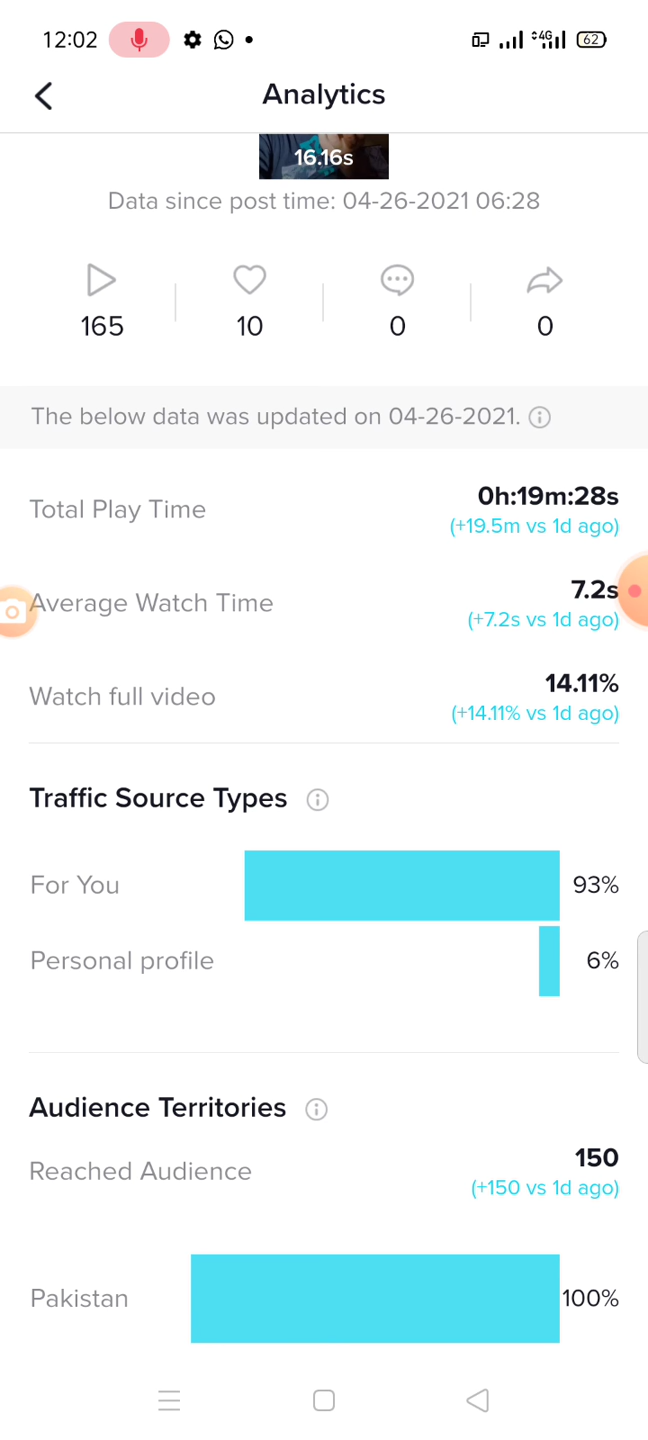 12:02
4G
62
Analytics
16.16s
Data since post time: 04-26-2021 06:28
165
10
0
0
The below data was updated on 04-26-2021.
Total Play Time
0h:19m:28s
(+19.5m vs 1d ago)
Average Watch Time
7.2s
(+7.2s vs 1d ago)
Watch full video
14.11%
(+14.11% vs 1d ago)
Traffic Source Types
For You
93%
Personal profile
6%
Audience Territories
Reached Audience
150
(+150 vs 1d ago)
Pakistan
100%